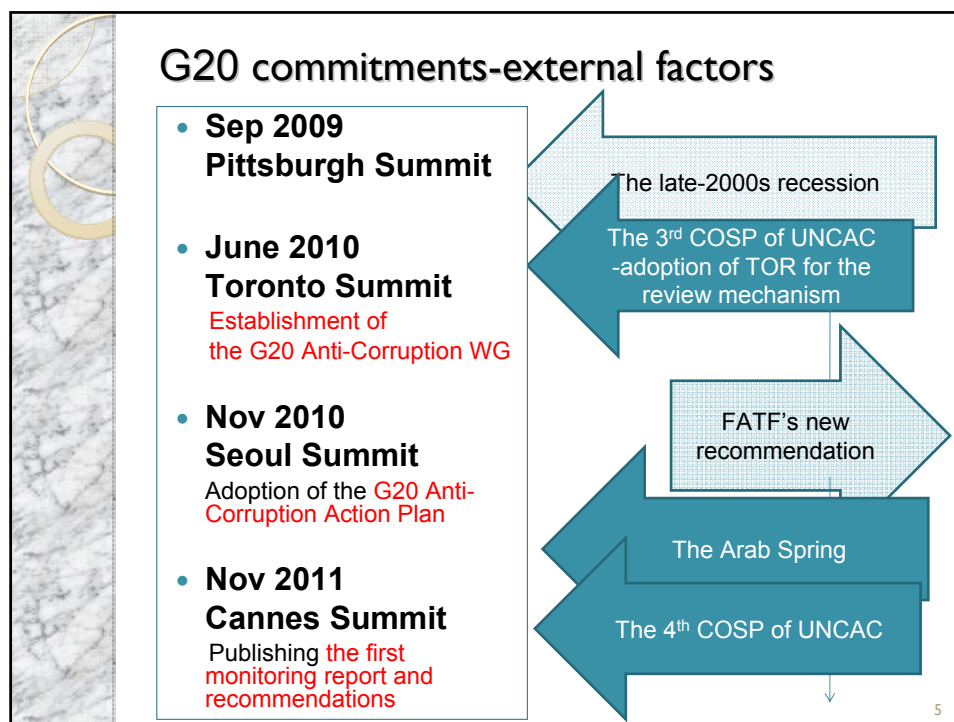 G20 commitments-external factors
• Sep 2009
Pittsburgh Summit
• June 2010
Toronto Summit
Establishment of
the G20 Anti-Corruption WG
• Nov 2010
Seoul Summit
Adoption of the G20 Anti-
Corruption Action Plan
• Nov 2011
Cannes Summit
Publishing the first
monitoring report and
recommendations
The late-2000s recession
The 3rd COSP of UNCAC
-adoption of TOR for the
review mechanism
FATF's new
recommendation
The Arab Spring
The 4th COSP of UNCAC
5